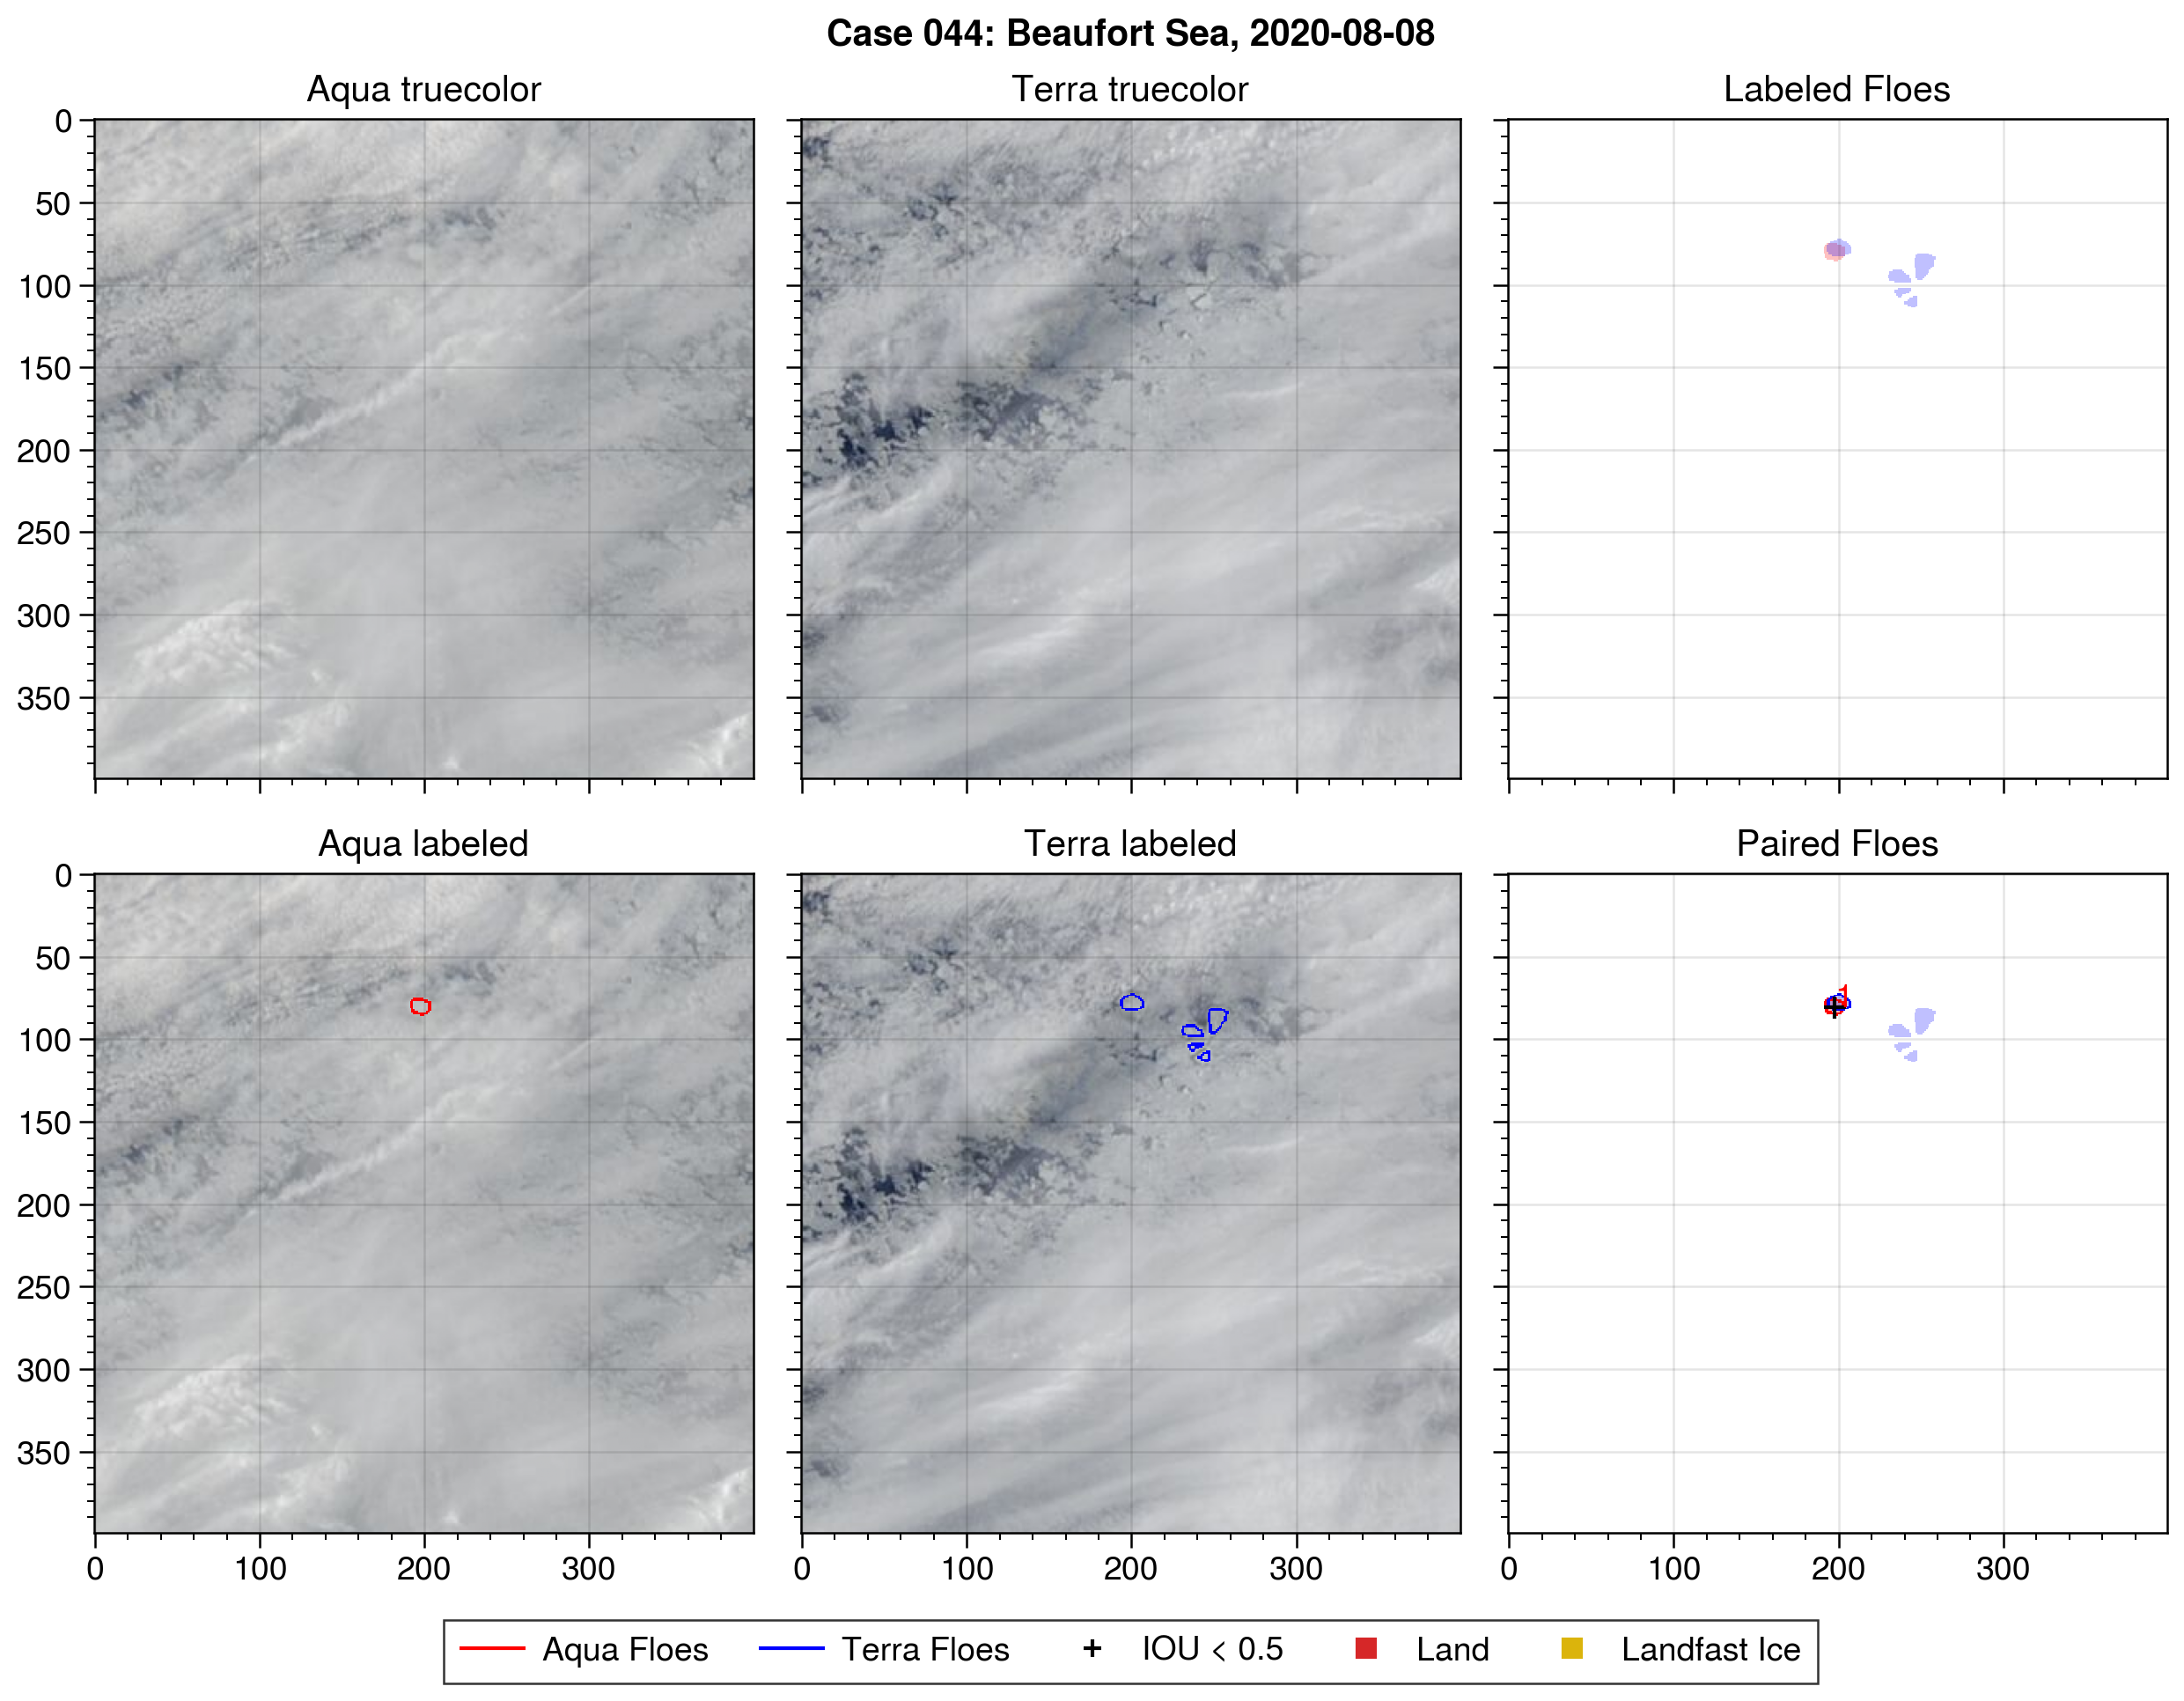 Case 044: Beaufort Sea, 2020-08-08
Aqua truecolor
Terra truecolor
Labeled Floes
0
50
100
150
200
250
300
350
Aqua labeled
Terra labeled
Paired Floes
0
50
100
150
200
250
300
350
1
0 100 200 300
0 100 200 300
0 100 200 300
Aqua Floes
Terra Floes
+ IOU < 0.5
Land
Landfast Ice